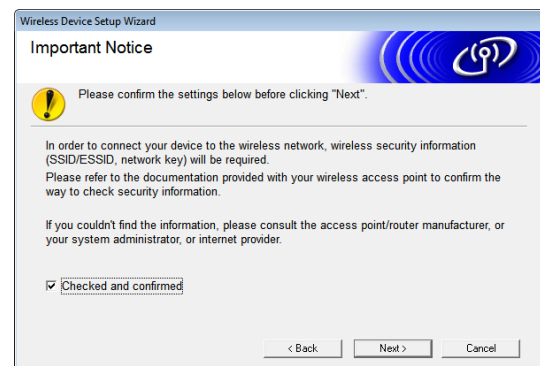 Wireless Device Setup Wizard
Important Notice
Please confirm the settings below before clicking "Next".
In order to connect your device to the wireless network, wireless security information
(SSID/ESSID, network key) will be required.
Please refer to the documentation provided with your wireless access point to confirm the
way to check security information.
If you couldn't find the information, please consult the access point/router manufacturer, or
your system administrator, or internet provider.
Checked and confirmed
< Back
Next >
Cancel